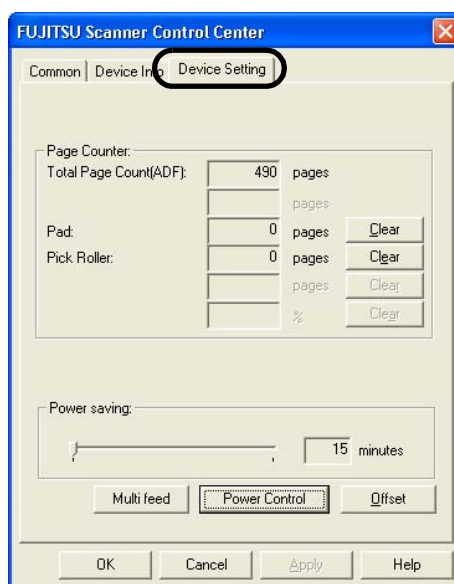 FUJITSU Scanner Control Center
Common Device Info Device Setting
Page Counter:
Total Page Count(ADF): 490 pages
pages
Pad: 0 pages Clear
Pick Roller: 0 pages Clear
pages Clear
% Clear
Power saving:
15 minutes
Multi feed Power Control Offset
OK Cancel Apply Help